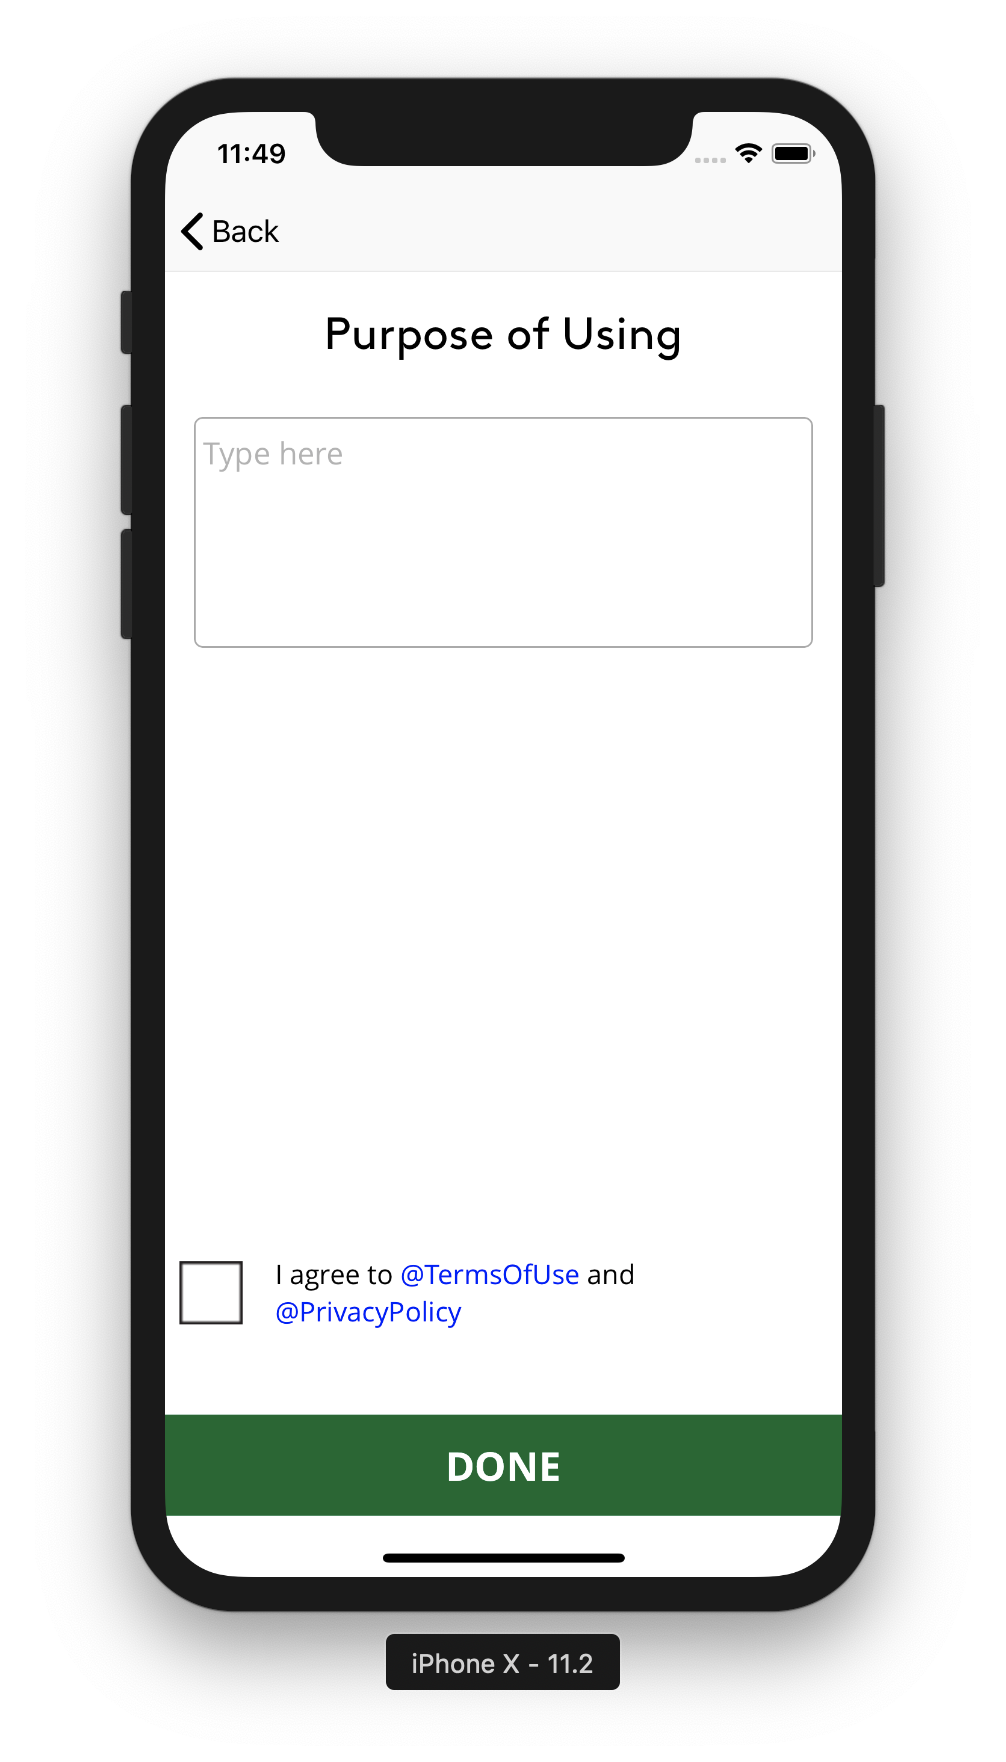 11:49
Back
Purpose of Using
Type here
I agree to @TermsOfUse and
@PrivacyPolicy
DONE
iPhone X - 11.2